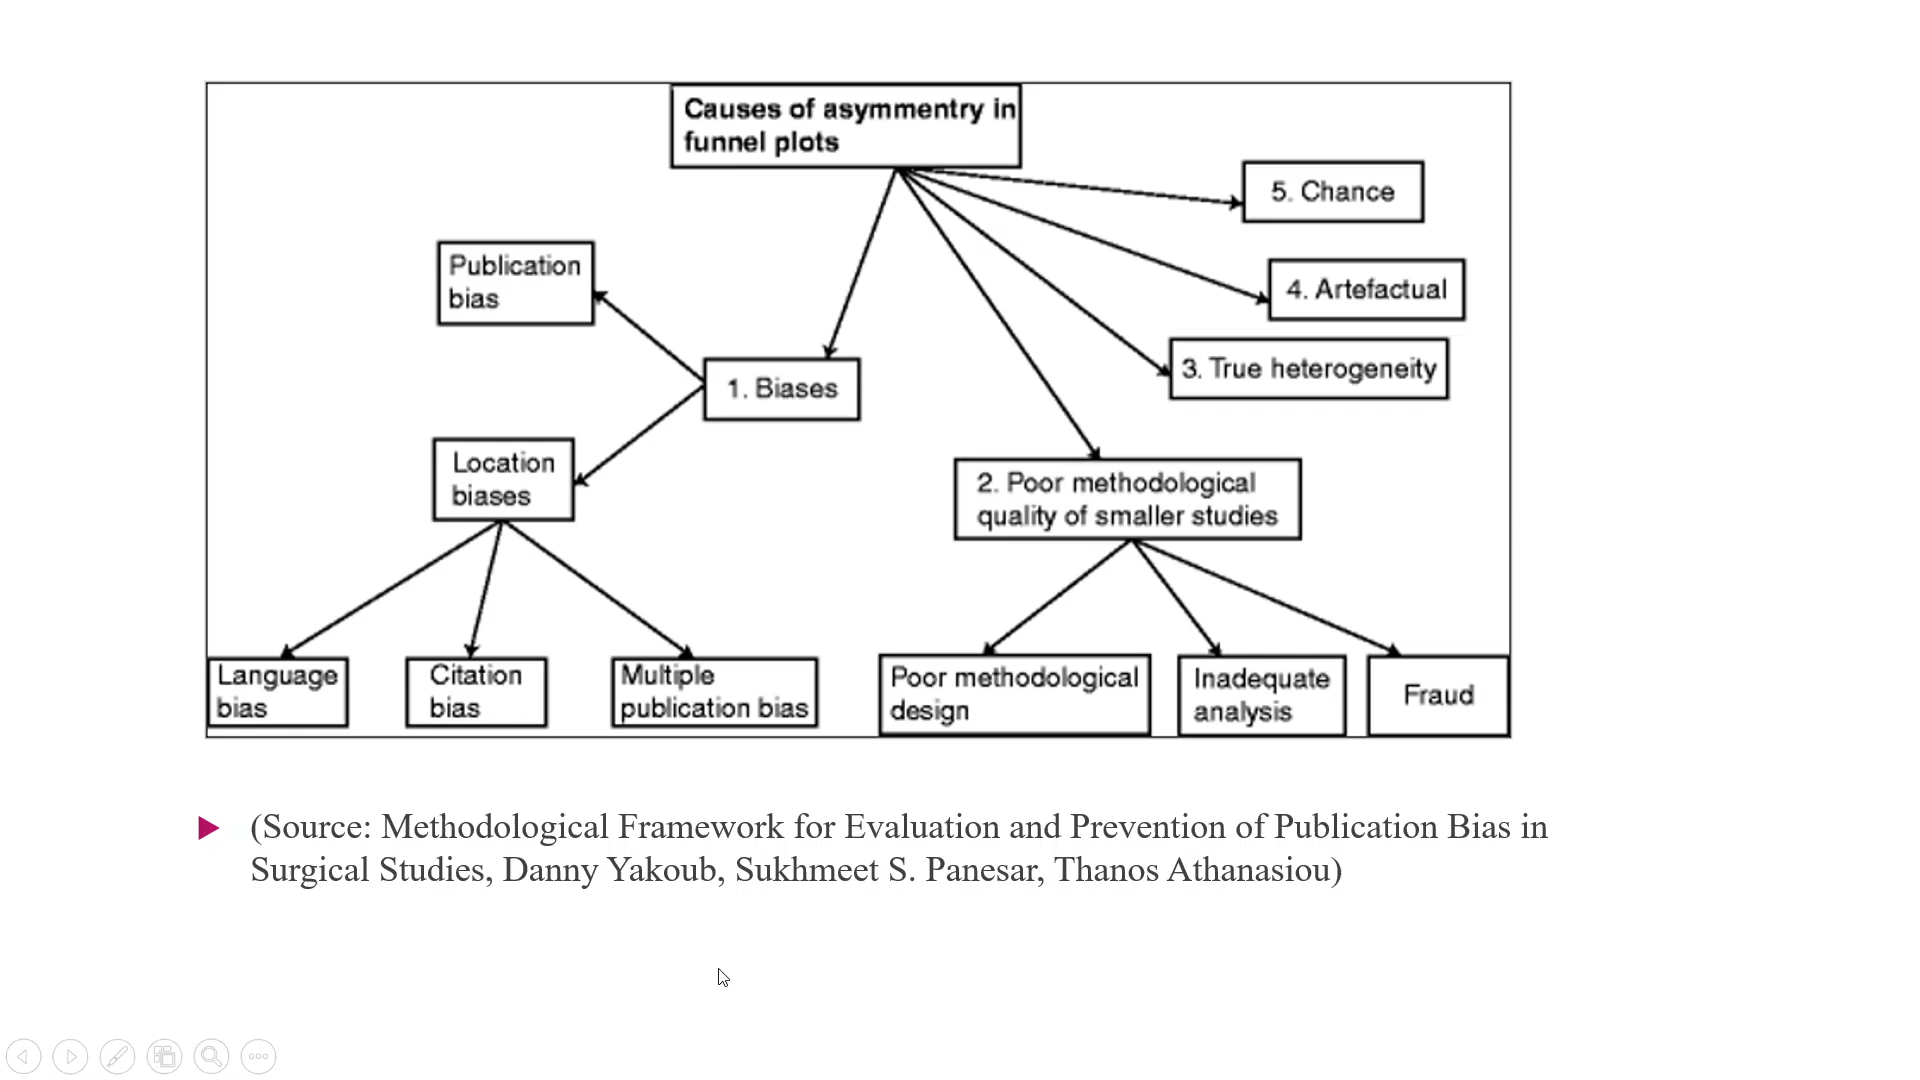 Causes of asymmentry in
funnel plots
5. Chance
Publication
bias
4. Artefactual
3. True heterogeneity
1. Biases
Location
biases
2. Poor methodological
quality of smaller studies
Language
bias
Citation
bias
Multiple
publication bias
Poor methodological
design
Inadequate
analysis
Fraud
(Source: Methodological Framework for Evaluation and Prevention of Publication Bias in
Surgical Studies, Danny Yakoub, Sukhmeet S. Panesar, Thanos Athanasiou)